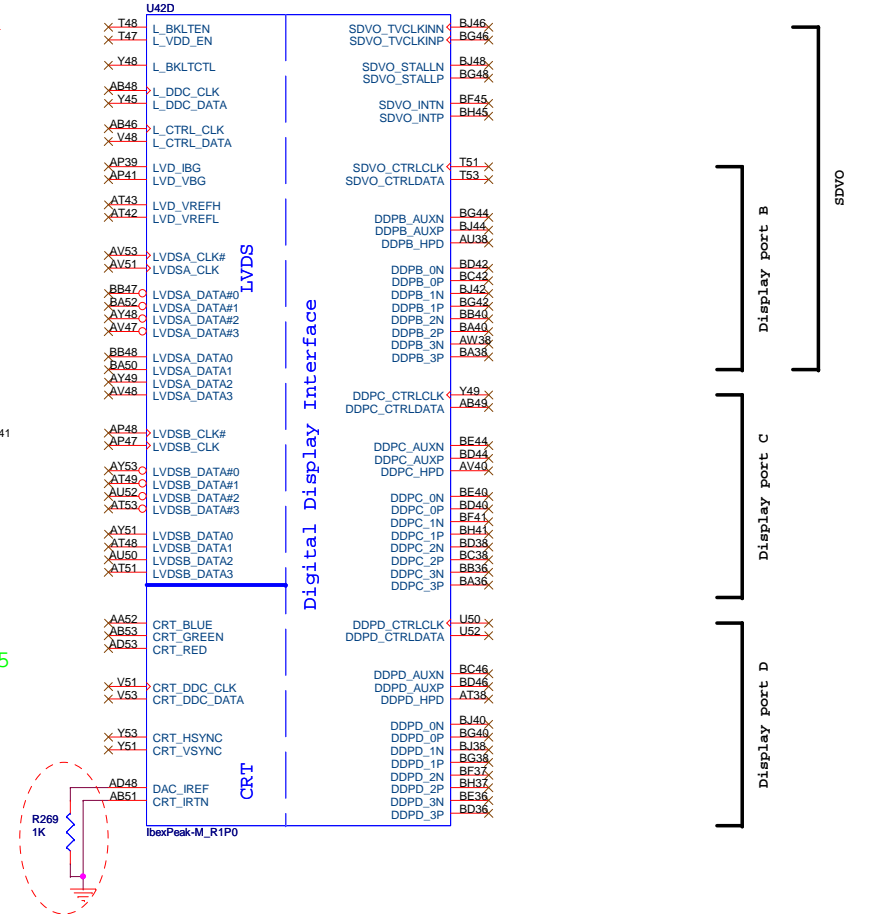 U42D
T48 L_BKLTEN
T47 L_VDD_EN
Y48 L_BKLTCTL
AB48 L_DDC_CLK
Y45 L_DDC_DATA
AB46 L_CTRL_CLK
V48 L_CTRL_DATA
AP39 LVD_IBG
AP41 LVD_VBG
AT43 LVD_VREFH
AT42 LVD_VREFL
AV53 LVDSA_CLK#
AV51 LVDSA_CLK
BB47 LVDSA_DATA#0
BA52 LVDSA_DATA#1
AY48 LVDSA_DATA#2
AV47 LVDSA_DATA#3
BB48 LVDSA_DATA0
BA50 LVDSA_DATA1
AY49 LVDSA_DATA2
AV48 LVDSA_DATA3
41
AP48 LVDSB_CLK#
AP47 LVDSB_CLK
AY53 LVDSB_DATA#0
AT49 LVDSB_DATA#1
AU52 LVDSB_DATA#2
AT53 LVDSB_DATA#3
AY51 LVDSB_DATA0
AT48 LVDSB_DATA1
AU50 LVDSB_DATA2
AT51 LVDSB_DATA3
AA52 CRT_BLUE
AB53 CRT_GREEN
AD53 CRT_RED
5
V51 CRT_DDC_CLK
V53 CRT_DDC_DATA
Y53 CRT_HSYNC
Y51 CRT_VSYNC
AD48 DAC_IREF
AB51 CRT_IRTN
R269
1K
IbexPeak-M_R1P0
LVDS
CRT
Digital Display Interface
SDVO_TVCLKINN BJ46
SDVO_TVCLKINP BG46
SDVO_STALLN BJ48
SDVO_STALLP BG48
SDVO_INTN BF45
SDVO_INTP BH45
SDVO_CTRLCLK T51
SDVO_CTRLDATA T53
DDPB_AUXN BG44
DDPB_AUXP BJ44
DDPB_HPD AU38
DDPB_0N BD42
DDPB_0P BC42
DDPB_1N BJ42
DDPB_1P BG42
DDPB_2N BB40
DDPB_2P BA40
DDPB_3N AW38
DDPB_3P BA38
DDPC_CTRLCLK Y49
DDPC_CTRLDATA AB49
DDPC_AUXN BE44
DDPC_AUXP BD44
DDPC_HPD AV40
DDPC_0N BE40
DDPC_0P BD40
DDPC_1N BF41
DDPC_1P BH41
DDPC_2N BD38
DDPC_2P BC38
DDPC_3N BB36
DDPC_3P BA36
DDPD_CTRLCLK U50
DDPD_CTRLDATA U52
DDPD_AUXN BC46
DDPD_AUXP BD46
DDPD_HPD AT38
DDPD_0N BJ40
DDPD_0P BG40
DDPD_1N BJ38
DDPD_1P BG38
DDPD_2N BF37
DDPD_2P BH37
DDPD_3N BE36
DDPD_3P BD36
Display port B
Display port C
Display port D
SDVO